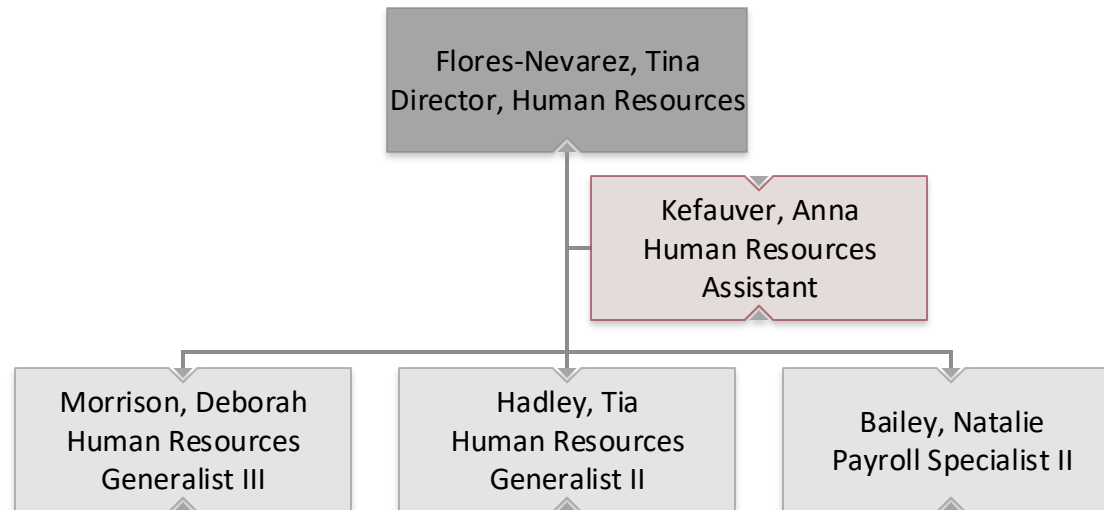 Flores-Nevarez, Tina
Director, Human Resources
Kefauver, Anna
Human Resources
Assistant
Morrison, Deborah
Human Resources
Generalist III
Hadley, Tia
Human Resources
Generalist II
Bailey, Natalie
Payroll Specialist II